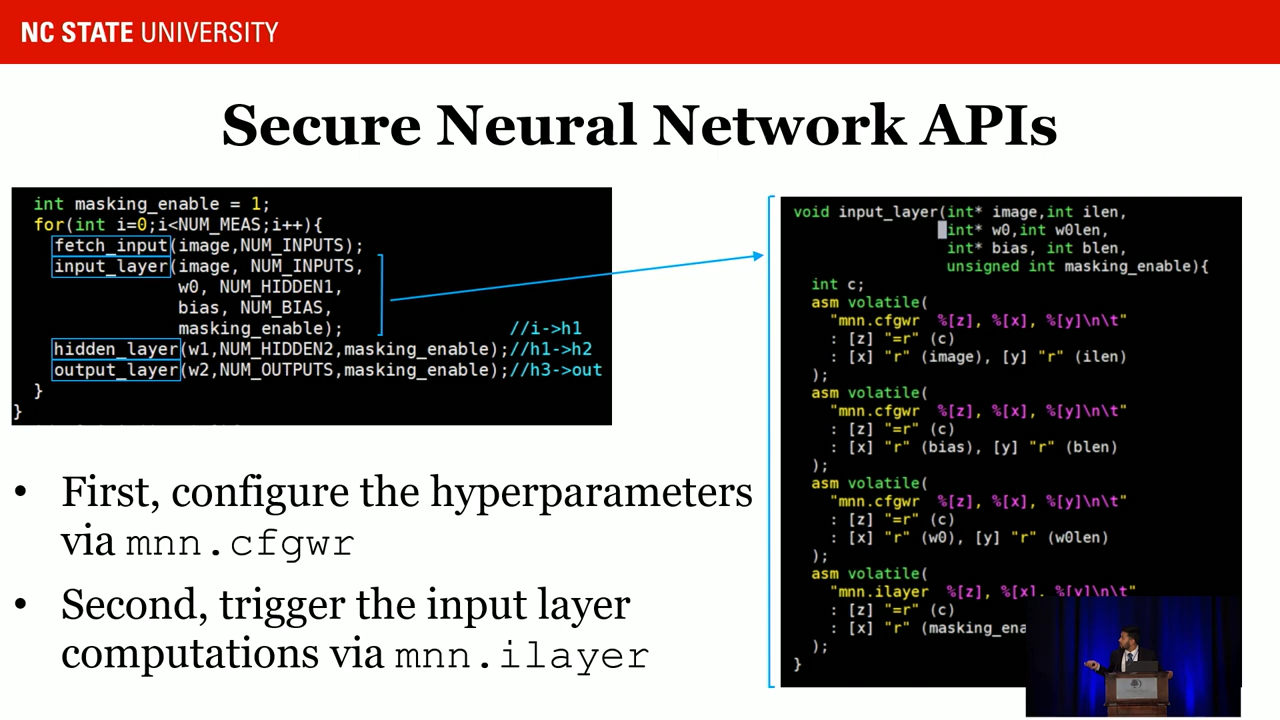 NC STATE UNIVERSITY
Secure Neural Network APIs
int masking_enable = 1;
for(int i=0;i<NUM_MEAS;i++){
fetch_input(image,NUM_INPUTS);
input_layer(image, NUM_INPUTS,
w0, NUM_HIDDEN1,
bias, NUM_BIAS,
masking_enable); //i->h1
hidden_layer(w1,NUM_HIDDEN2,masking_enable);//h1->h2
output_layer(w2,NUM_OUTPUTS,masking_enable);//h3->out
}
}
• First, configure the hyperparameters
via mnn.cfgwr
• Second, trigger the input layer
computations via mnn.ilayer
void input_layer(int* image,int ilen,
int* w0,int w0len,
int* bias, int blen,
unsigned int masking_enable){
int c;
asm volatile(
"mnn.cfgwr %[z], %[x], %[y]\n\t"
: [z] "=r" (c)
: [x] "r" (image), [y] "r" (ilen)
);
asm volatile(
"mnn.cfgwr %[z], %[x], %[y]\n\t"
: [z] "=r" (c)
: [x] "r" (bias), [y] "r" (blen)
);
asm volatile(
"mnn.cfgwr %[z], %[x], %[y]\n\t"
: [z] "=r" (c)
: [x] "r" (w0), [y] "r" (w0len)
);
asm volatile(
"mnn.ilayer %[z], %[x], %[y]\n\t"
: [z] "=r" (c)
: [x] "r" (masking_ena
);
}